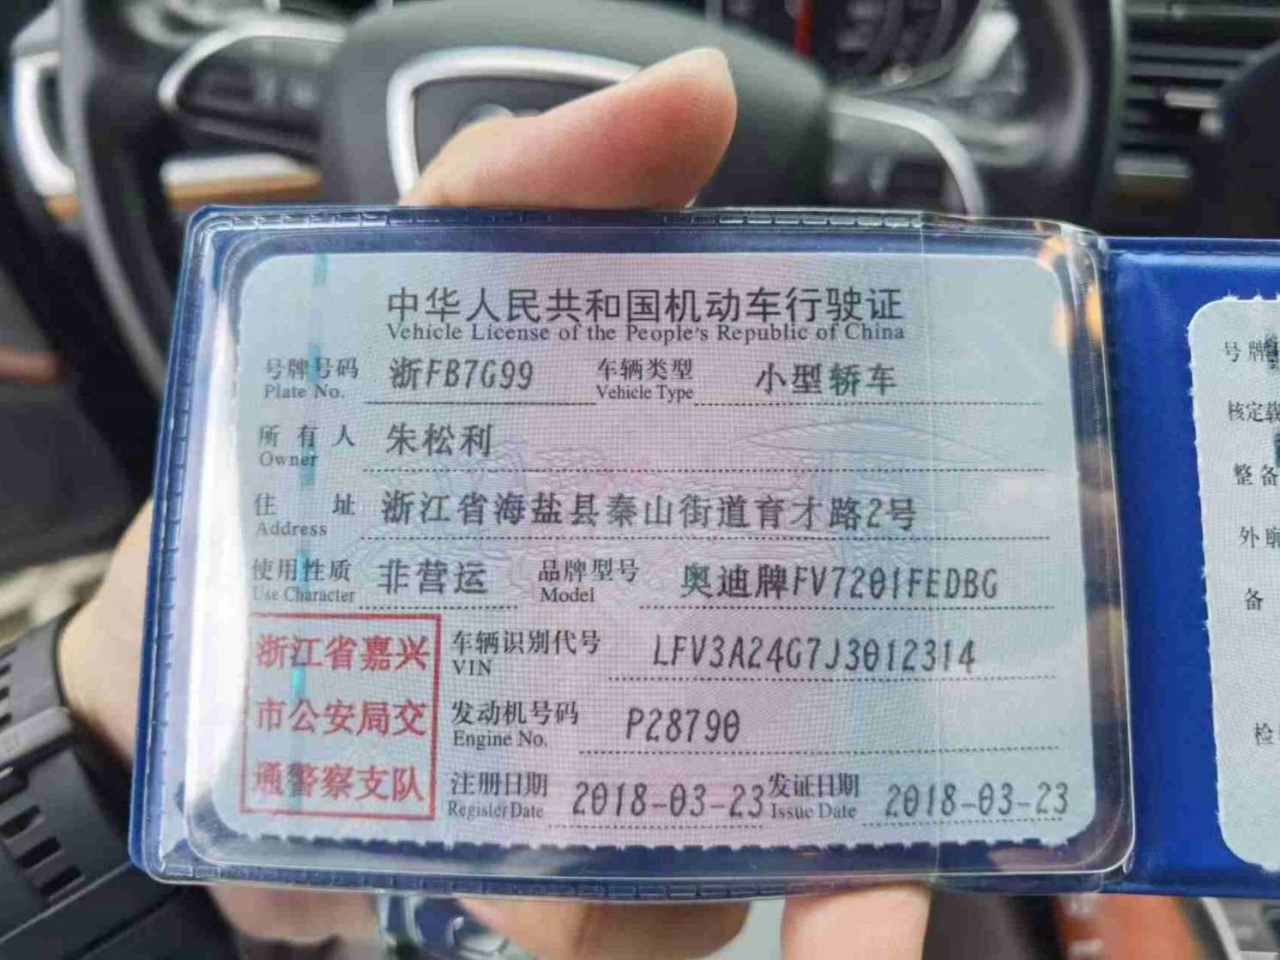 中华人民共和国机动车行驶证
Vehicle License of the People's Republic of China
号牌号码 浙FB7G99 车辆类型 小型轿车
Plate No. Vehicle Type
所有人 朱松利
Owner
住址 浙江省海盐县秦山街道育才路2号
Address
使用性质 非营运 品牌型号 奥迪牌FV7201FEDBG
Use Character Model
浙江省嘉兴
市公安局交
通警察支队
车辆识别代号 LFV3A24G7J3012314
VIN
发动机号码 P28790
Engine No.
注册日期 2018-03-23 发证日期 2018-03-23
Register Date Issue Date
号牌
核定载
整备
外廓
备
检